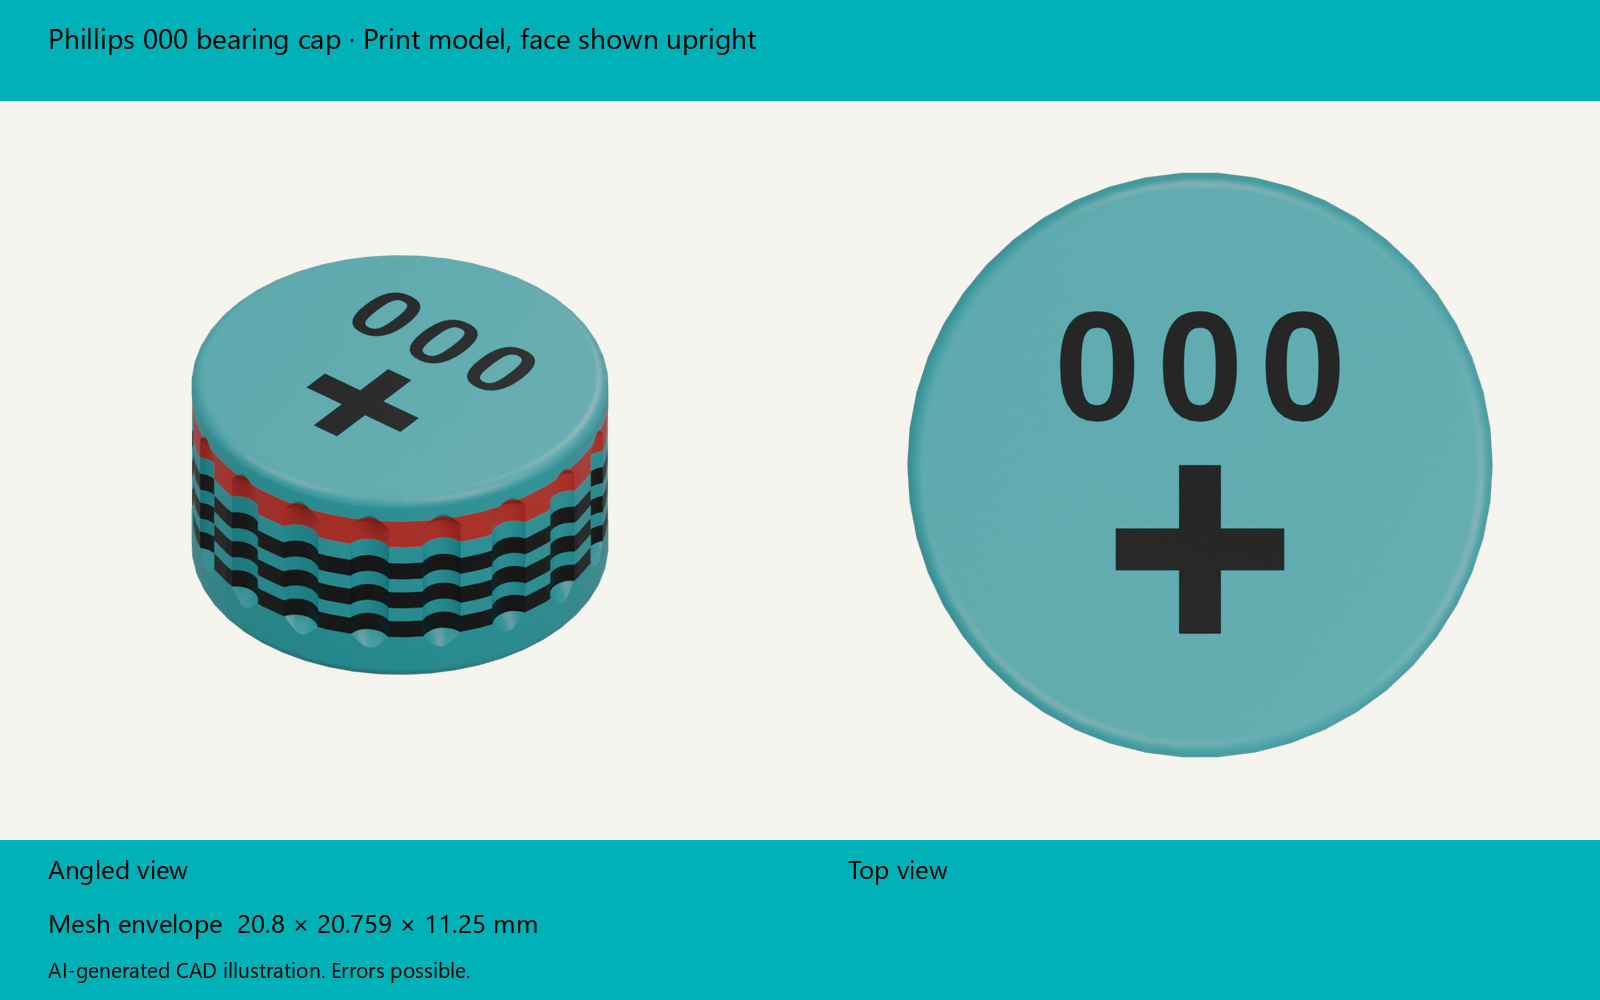 Phillips 000 bearing cap · Print model, face shown upright
000
000
Angled view
Top view
Mesh envelope 20.8 × 20.759 × 11.25 mm
AI-generated CAD illustration. Errors possible.